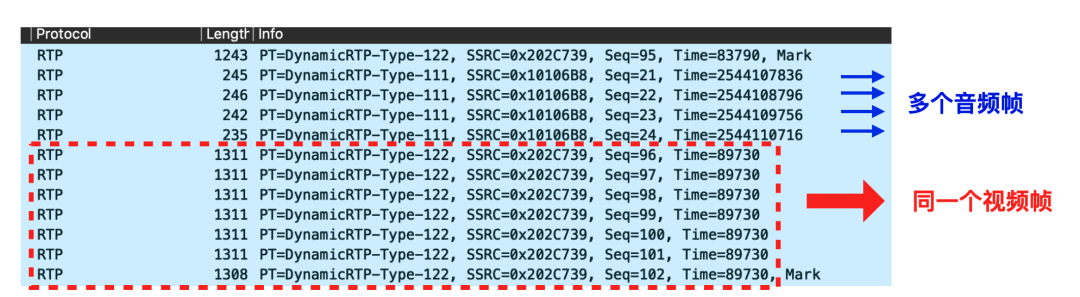 Protocol Length Info
RTP 1243 PT=DynamicRTP-Type-122, SSRC=0x202C739, Seq=95, Time=83790, Mark
RTP 245 PT=DynamicRTP-Type-111, SSRC=0x10106B8, Seq=21, Time=2544107836
RTP 246 PT=DynamicRTP-Type-111, SSRC=0x10106B8, Seq=22, Time=2544108796
多个音频帧
RTP 242 PT=DynamicRTP-Type-111, SSRC=0x10106B8, Seq=23, Time=2544109756
RTP 235 PT=DynamicRTP-Type-111, SSRC=0x10106B8, Seq=24, Time=2544110716
RTP 1311 PT=DynamicRTP-Type-122, SSRC=0x202C739, Seq=96, Time=89730
RTP 1311 PT=DynamicRTP-Type-122, SSRC=0x202C739, Seq=97, Time=89730
RTP 1311 PT=DynamicRTP-Type-122, SSRC=0x202C739, Seq=98, Time=89730
同一个视频帧
RTP 1311 PT=DynamicRTP-Type-122, SSRC=0x202C739, Seq=99, Time=89730
RTP 1311 PT=DynamicRTP-Type-122, SSRC=0x202C739, Seq=100, Time=89730
RTP 1311 PT=DynamicRTP-Type-122, SSRC=0x202C739, Seq=101, Time=89730
RTP 1308 PT=DynamicRTP-Type-122, SSRC=0x202C739, Seq=102, Time=89730, Mark